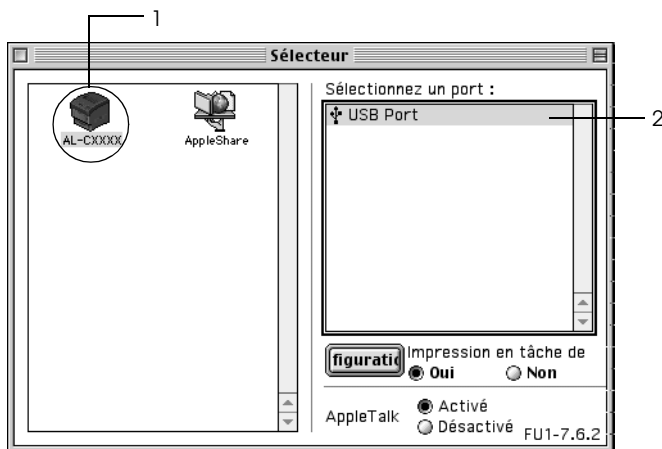 1
Sélecteur
AL-CXXXX
AppleShare
Sélectionnez un port :
USB Port
2
figuratio
Impression en tâche de
Oui
Non
AppleTalk
Activé
Désactivé
FU1-7.6.2